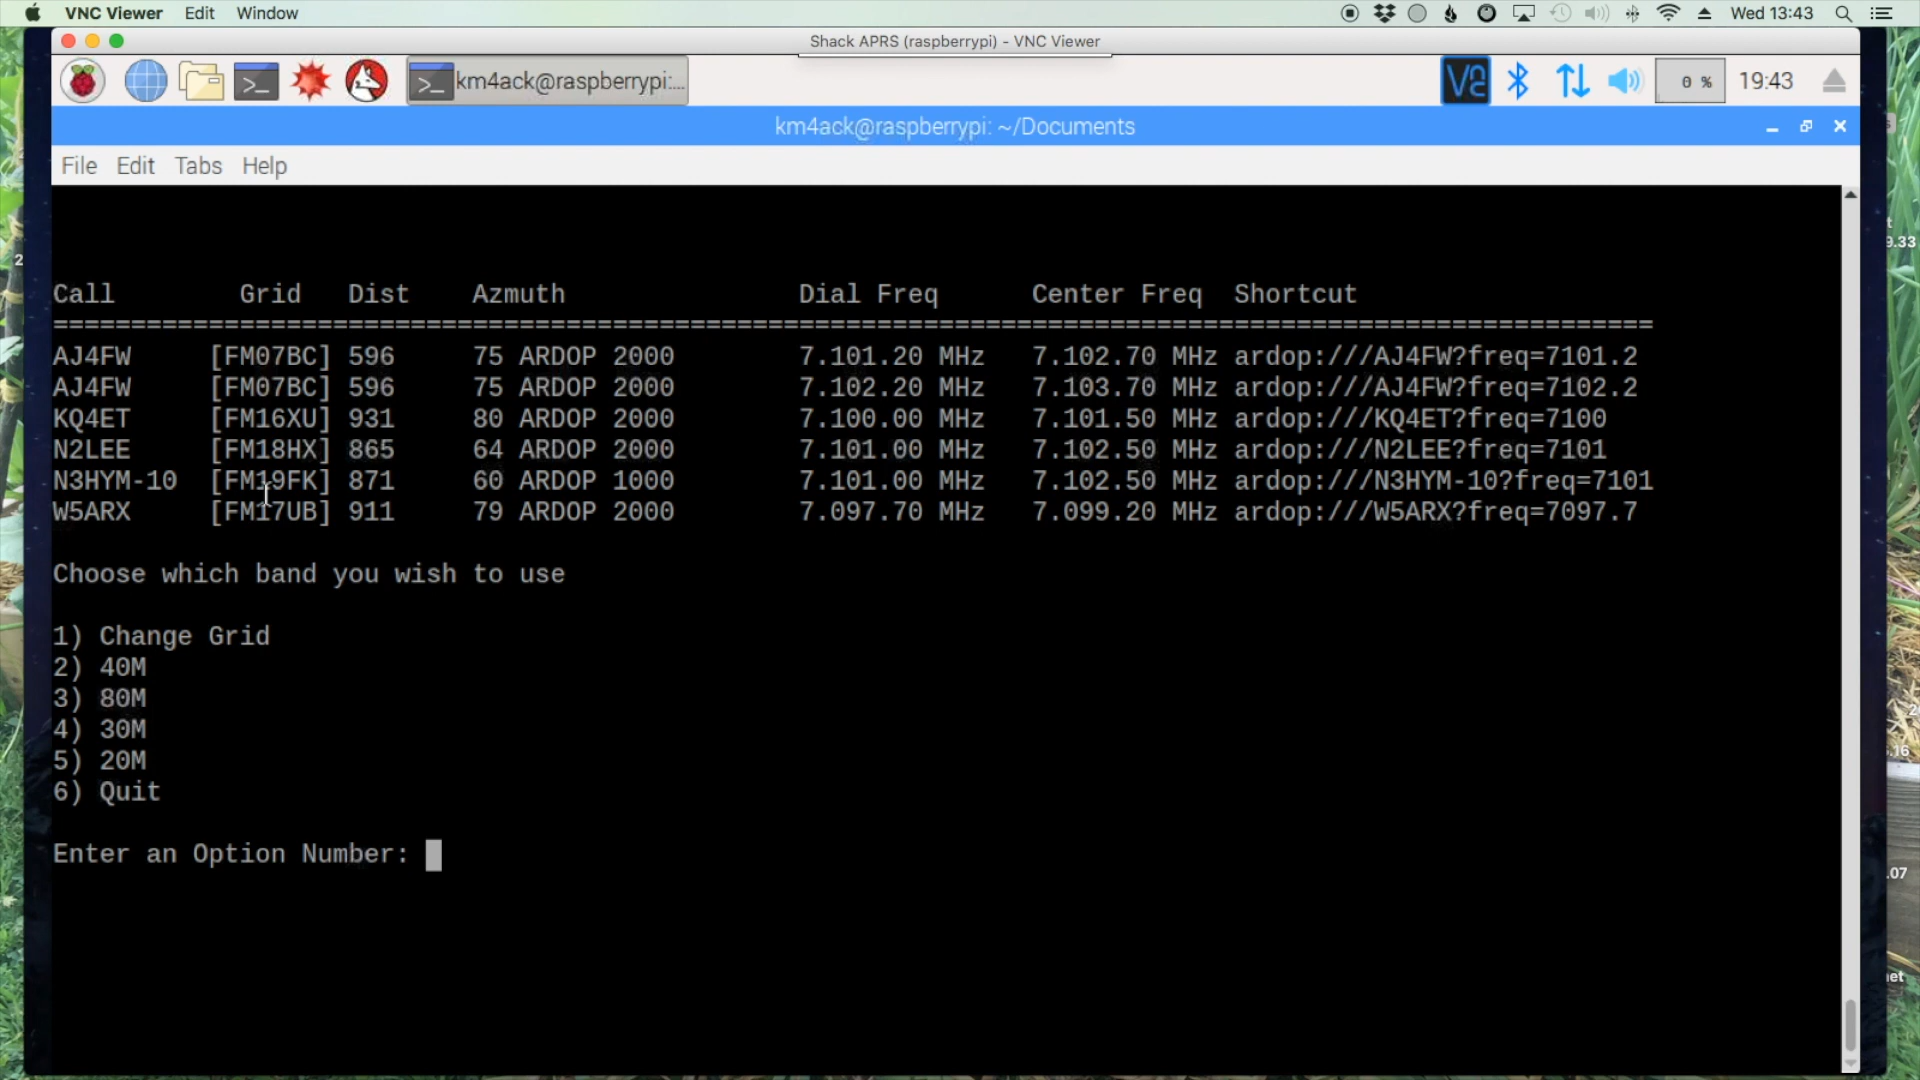 VNC Viewer Edit Window Wed 13:43
Shack APRS (raspberrypi) - VNC Viewer
km4ack@raspberrypi:... V2 0 % 19:43
km4ack@raspberrypi: ~/Documents
File Edit Tabs Help
Call Grid Dist Azmuth Dial Freq Center Freq Shortcut
=======================================================================================================
AJ4FW [FM07BC] 596 75 ARDOP 2000 7.101.20 MHz 7.102.70 MHz ardop:///AJ4FW?freq=7101.2
AJ4FW [FM07BC] 596 75 ARDOP 2000 7.102.20 MHz 7.103.70 MHz ardop:///AJ4FW?freq=7102.2
KQ4ET [FM16XU] 931 80 ARDOP 2000 7.100.00 MHz 7.101.50 MHz ardop:///KQ4ET?freq=7100
N2LEE [FM18HX] 865 64 ARDOP 2000 7.101.00 MHz 7.102.50 MHz ardop:///N2LEE?freq=7101
N3HYM-10 [FM19FK] 871 60 ARDOP 1000 7.101.00 MHz 7.102.50 MHz ardop:///N3HYM-10?freq=7101
W5ARX [FM17UB] 911 79 ARDOP 2000 7.097.70 MHz 7.099.20 MHz ardop:///W5ARX?freq=7097.7
Choose which band you wish to use
1) Change Grid
2) 40M
3) 80M
4) 30M
5) 20M
6) Quit
Enter an Option Number: